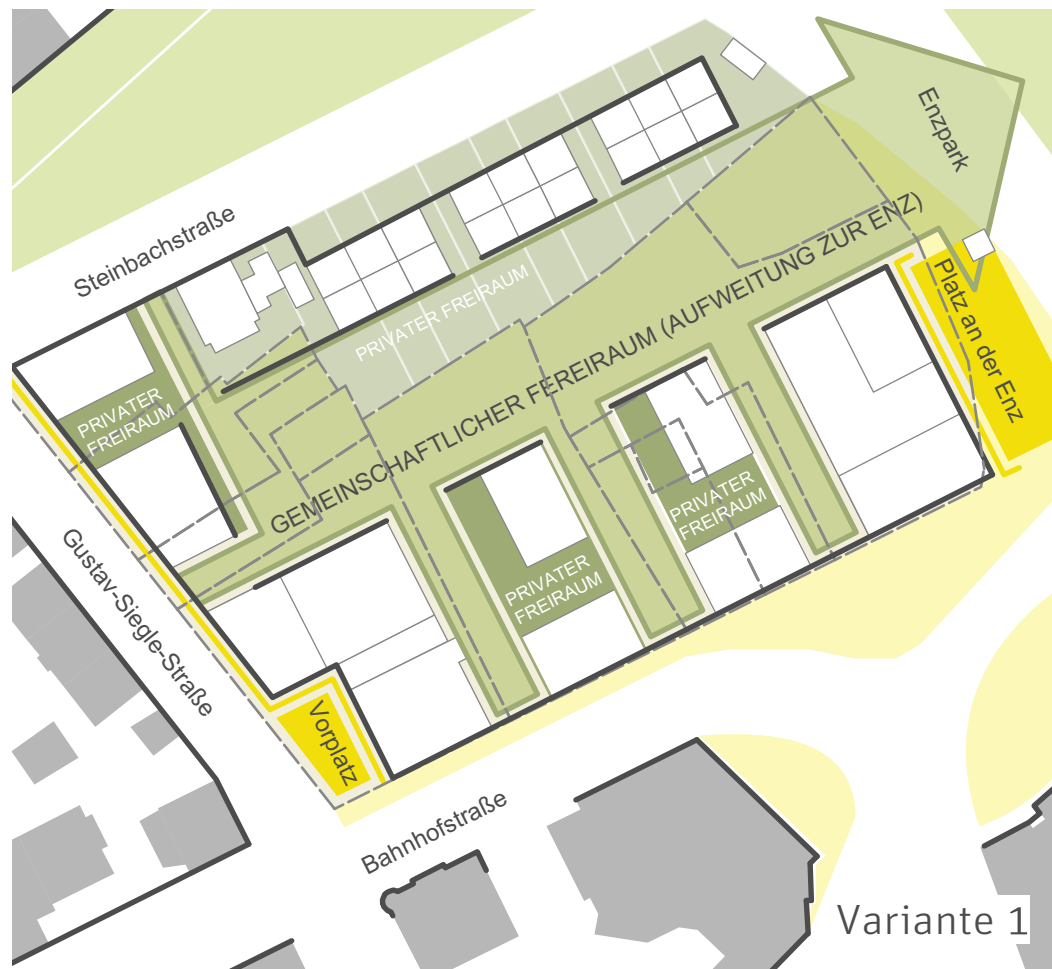 Enzpark
Steinbachstraße
PRIVATER FREIRAUM
GEMEINSCHAFTLICHER FEREIRAUM (AUFWEITUNG ZUR ENZ)
Platz an der Enz
PRIVATER
FREIRAUM
PRIVATER
FREIRAUM
PRIVATER
FREIRAUM
Gustav-Siegle-Straße
Vorplatz
Bahnhofstraße
Variante 1